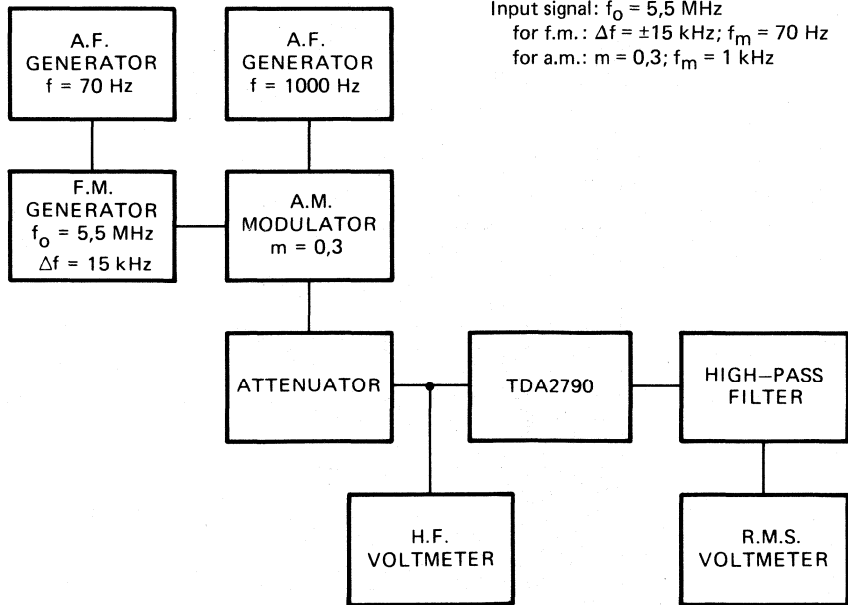 Input signal: fo = 5,5 MHz
for f.m.: Δf = ±15 kHz; fm = 70 Hz
for a.m.: m = 0,3; fm = 1 kHz
A.F.
GENERATOR
f = 70 Hz
A.F.
GENERATOR
f = 1000 Hz
F.M.
GENERATOR
fo = 5,5 MHz
Δf = 15 kHz
A.M.
MODULATOR
m = 0,3
ATTENUATOR
TDA2790
HIGH–PASS
FILTER
H.F.
VOLTMETER
R.M.S.
VOLTMETER